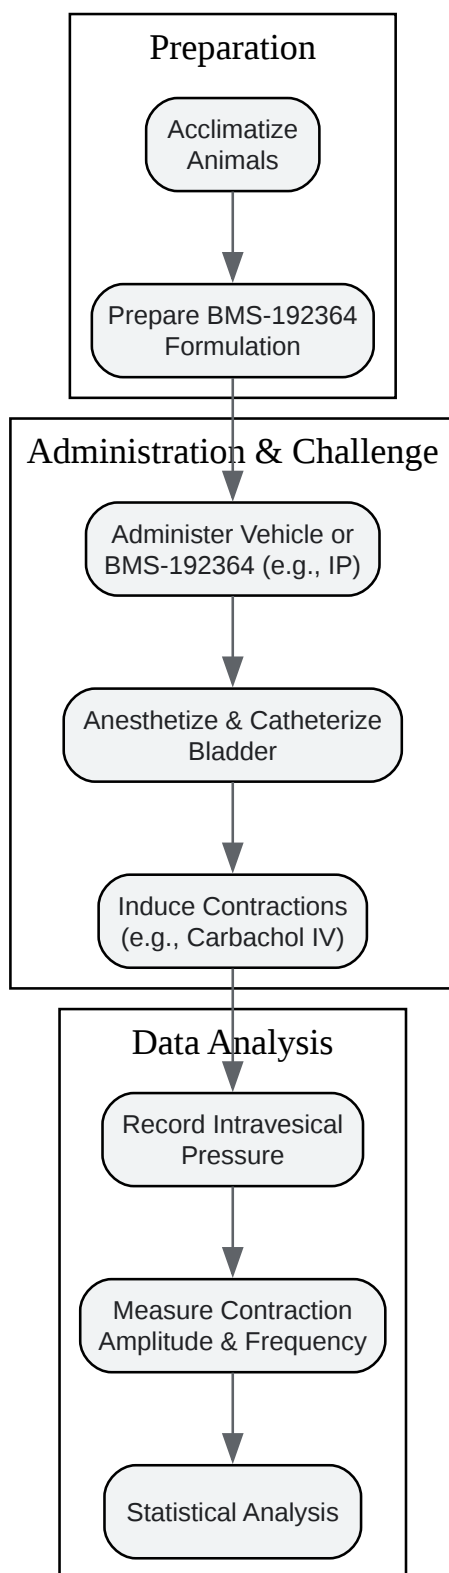 Preparation
Acclimatize
Animals
Prepare BMS-192364
Formulation
Administration & Challenge
Administer Vehicle or
BMS-192364 (e.g., IP)
Anesthetize & Catheterize
Bladder
Induce Contractions
(e.g., Carbachol IV)
Data Analysis
Record Intravesical
Pressure
Measure Contraction
Amplitude & Frequency
Statistical Analysis